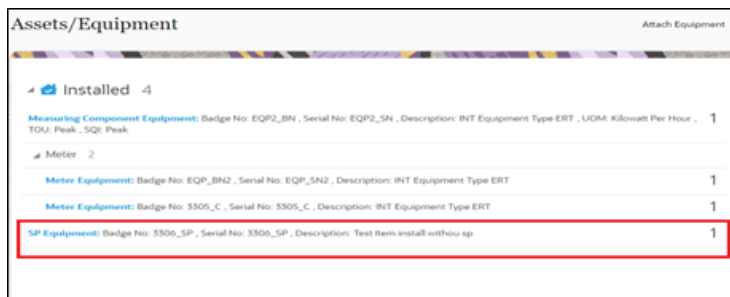 Assets/Equipment
Attach Equipment
Installed 4
Measuring Component Equipment: Badge No: EQP2_BN , Serial No: EQP2_SN , Description: INT Equipment Type ERT , UOM: Kilowatt Per Hour , 1
TOU: Peak , SQI: Peak
Meter 2
Meter Equipment: Badge No: EQP_BN2 , Serial No: EQP_SN2 , Description: INT Equipment Type ERT 1
Meter Equipment: Badge No: 3305_C , Serial No: 3305_C , Description: INT Equipment Type ERT 1
SP Equipment: Badge No: 3306_SP , Serial No: 3306_SP , Description: Test Item install withou sp 1